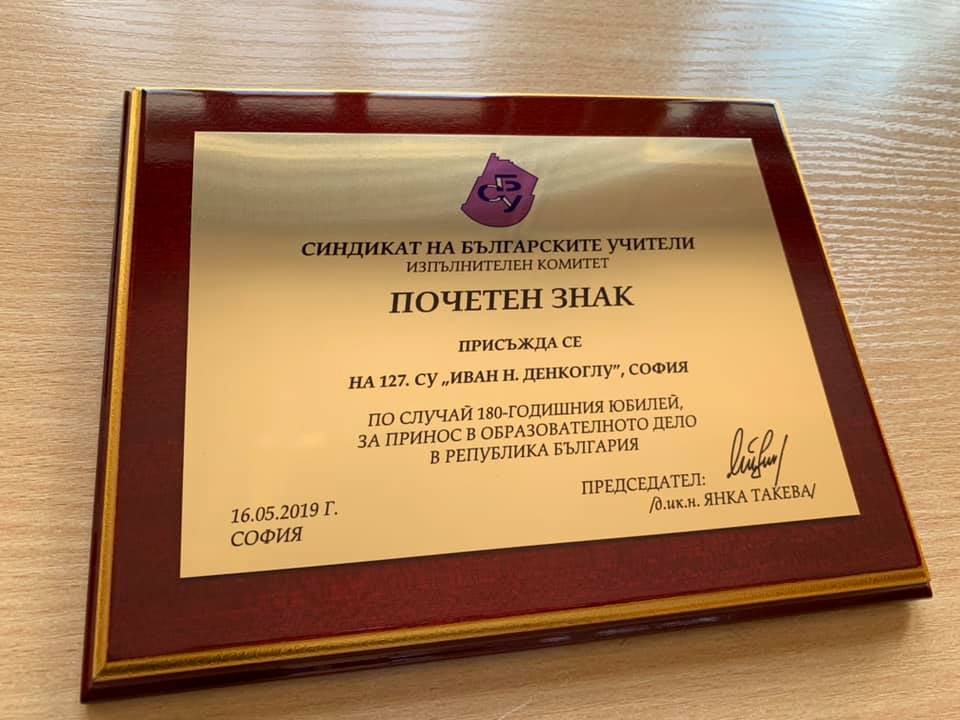 СБУ
СИНДИКАТ НА БЪЛГАРСКИТЕ УЧИТЕЛИ
ИЗПЪЛНИТЕЛЕН КОМИТЕТ
ПОЧЕТЕН ЗНАК
ПРИСЪЖДА СЕ
НА 127. СУ „ИВАН Н. ДЕНКОГЛУ”, СОФИЯ
ПО СЛУЧАЙ 180-ГОДИШНИЯ ЮБИЛЕЙ,
ЗА ПРИНОС В ОБРАЗОВАТЕЛНОТО ДЕЛО
В РЕПУБЛИКА БЪЛГАРИЯ
ПРЕДСЕДАТЕЛ:
/д.ик.н. ЯНКА ТАКЕВА/
16.05.2019 Г.
СОФИЯ